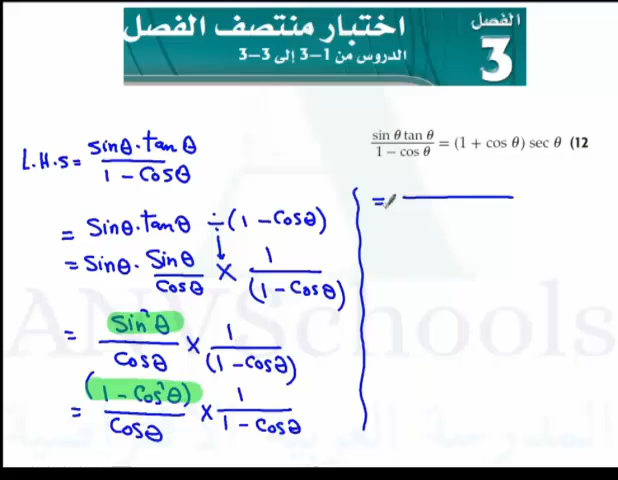 الفصل
3
اختبار منتصف الفصل
الدروس من 1-3 إلى 3-3
12) sin θ tan θ / 1 − cos θ = (1 + cos θ) sec θ
L.H.S = Sinθ · tanθ / 1 − Cosθ
= Sinθ · tanθ ÷ (1 − Cosθ)
= Sinθ · Sinθ / Cosθ × 1 / (1 − Cosθ)
= Sin²θ / Cosθ × 1 / (1 − Cosθ)
= (1 − Cos²θ) / Cosθ × 1 / 1 − Cosθ
=